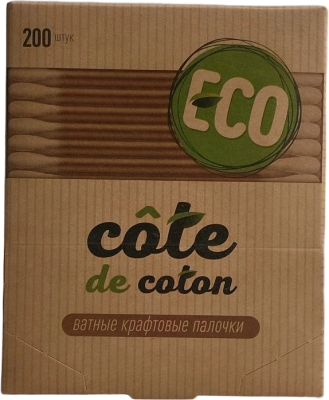 200 штук
ECO
côte
de coton
ватные крафтовые палочки